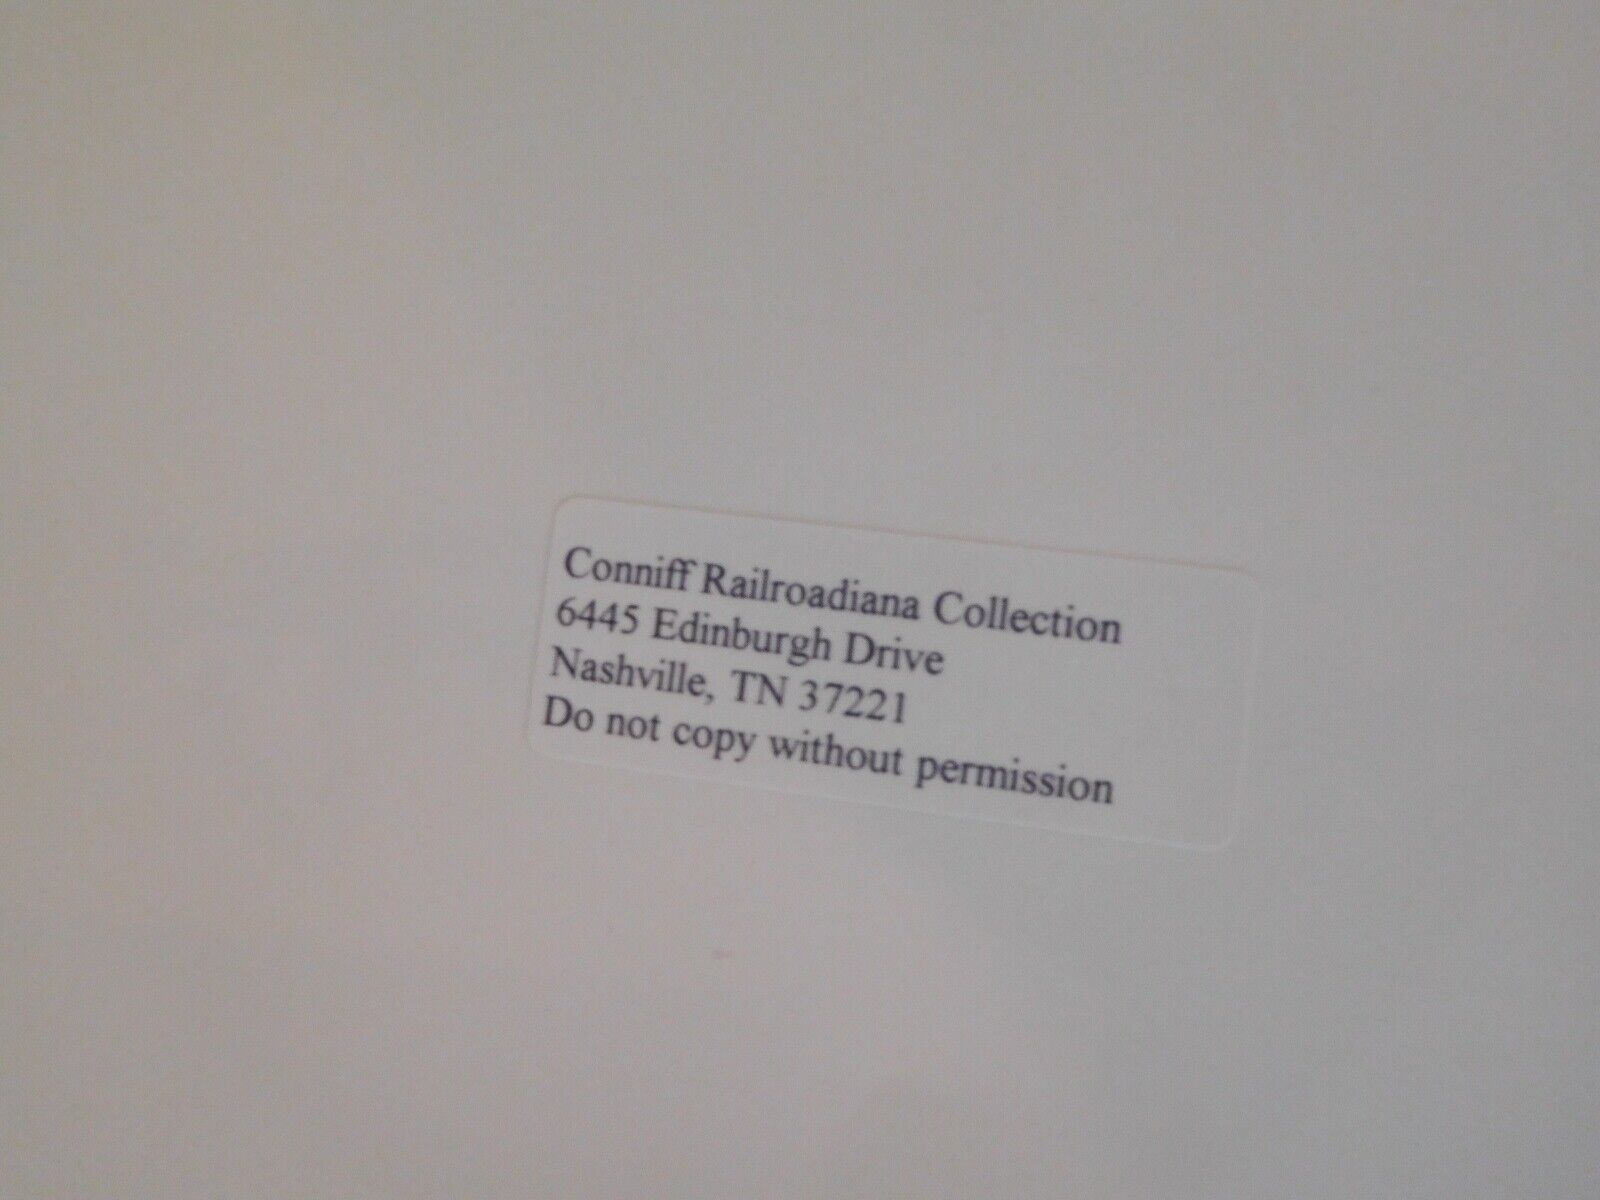 Conniff Railroadiana Collection
6445 Edinburgh Drive
Nashville, TN 37221
Do not copy without permission